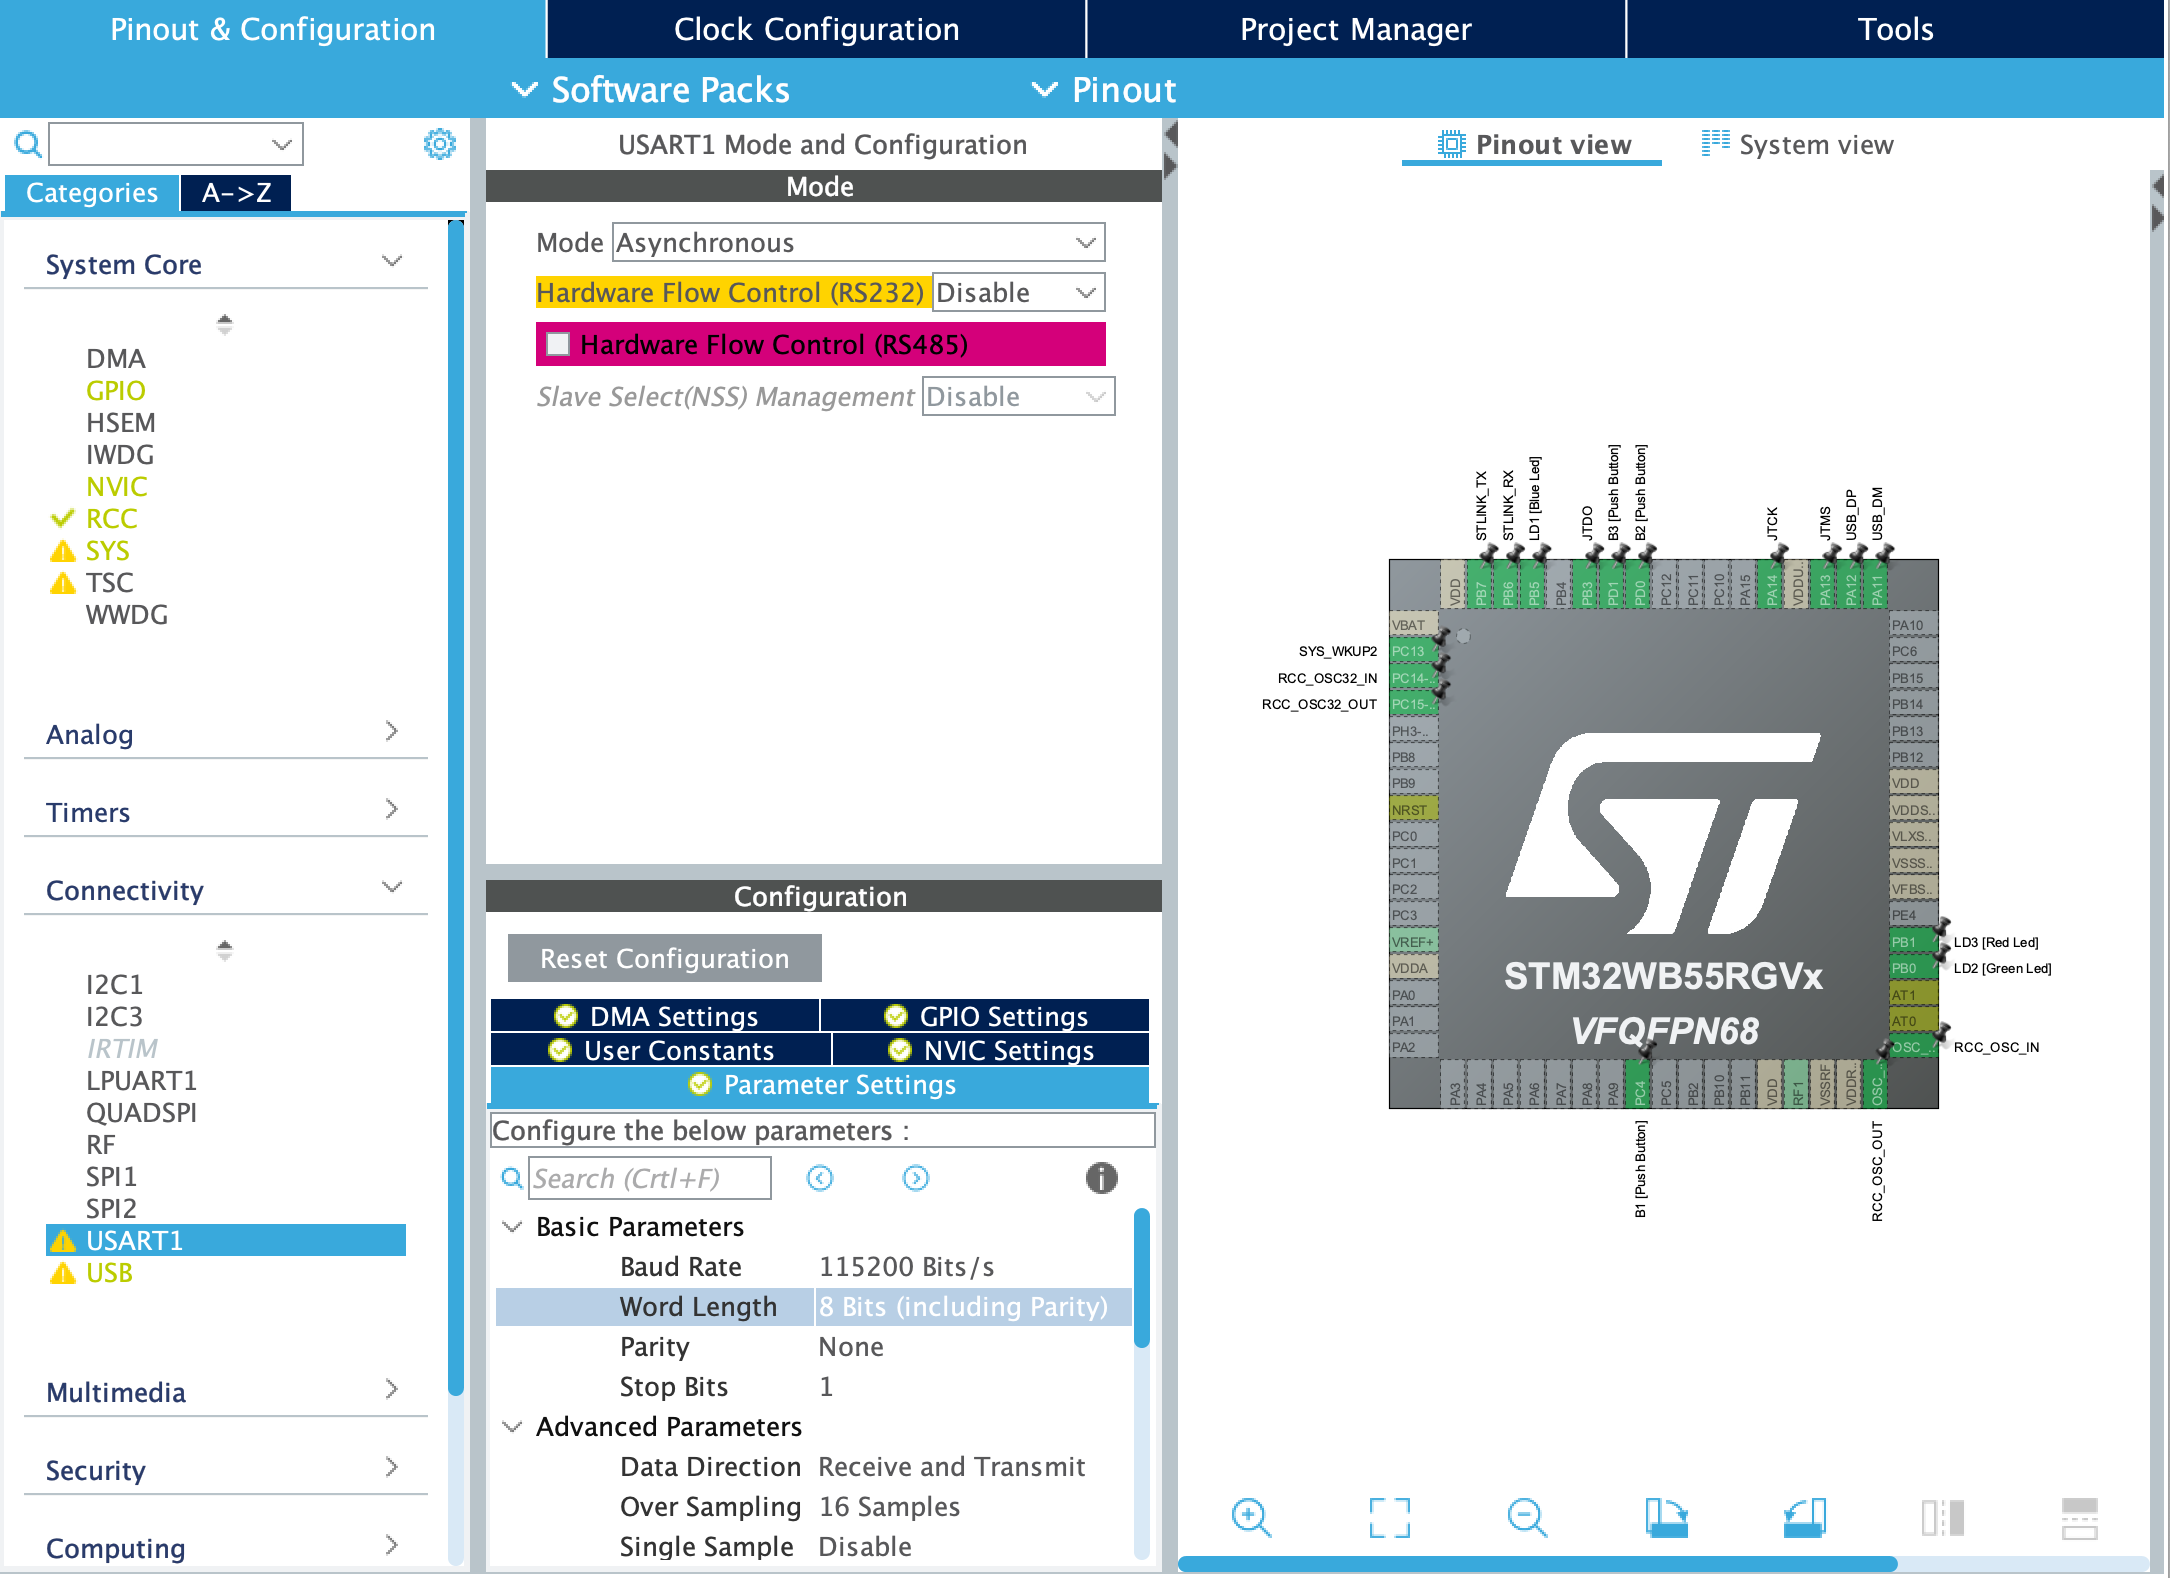 Pinout & Configuration
Clock Configuration
Project Manager
Tools
Software Packs
Pinout
Categories
A->Z
System Core
DMA
GPIO
HSEM
IWDG
NVIC
RCC
SYS
TSC
WWDG
Analog
Timers
Connectivity
I2C1
I2C3
IRTIM
LPUART1
QUADSPI
RF
SPI1
SPI2
USART1
USB
Multimedia
Security
Computing
USART1 Mode and Configuration
Mode
Mode Asynchronous
Hardware Flow Control (RS232) Disable
Hardware Flow Control (RS485)
Slave Select(NSS) Management Disable
Configuration
Reset Configuration
DMA Settings
GPIO Settings
User Constants
NVIC Settings
Parameter Settings
Configure the below parameters :
Search (Crtl+F)
Basic Parameters
Baud Rate 115200 Bits/s
Word Length 8 Bits (including Parity)
Parity None
Stop Bits 1
Advanced Parameters
Data Direction Receive and Transmit
Over Sampling 16 Samples
Single Sample Disable
Pinout view
System view
STLINK_TX
STLINK_RX
LD1 [Blue Led]
JTDO
B3 [Push Button]
B2 [Push Button]
JTCK
JTMS
USB_DP
USB_DM
VDD
PB7
PB6
PB5
PB4
PB3
PD1
PD0
PC12
PC11
PC10
PA15
PA14
VDDU..
PA13
PA12
PA11
VBAT
SYS_WKUP2 PC13
RCC_OSC32_IN PC14-..
RCC_OSC32_OUT PC15-..
PH3-..
PB8
PB9
NRST
PC0
PC1
PC2
PC3
VREF+
VDDA
PA0
PA1
PA2
STM32WB55RGVx
VFQFPN68
PA10
PC6
PB15
PB14
PB13
PB12
VDD
VDDS..
VLXS..
VSSS..
VFBS..
PE4
PB1 LD3 [Red Led]
PB0 LD2 [Green Led]
AT1
AT0
OSC_.. RCC_OSC_IN
PA3
PA4
PA5
PA6
PA7
PA8
PA9
PC4
PC5
PB2
PB10
PB11
VDD
RF1
VSSRF
VDDR..
OSC_..
B1 [Push Button]
RCC_OSC_OUT